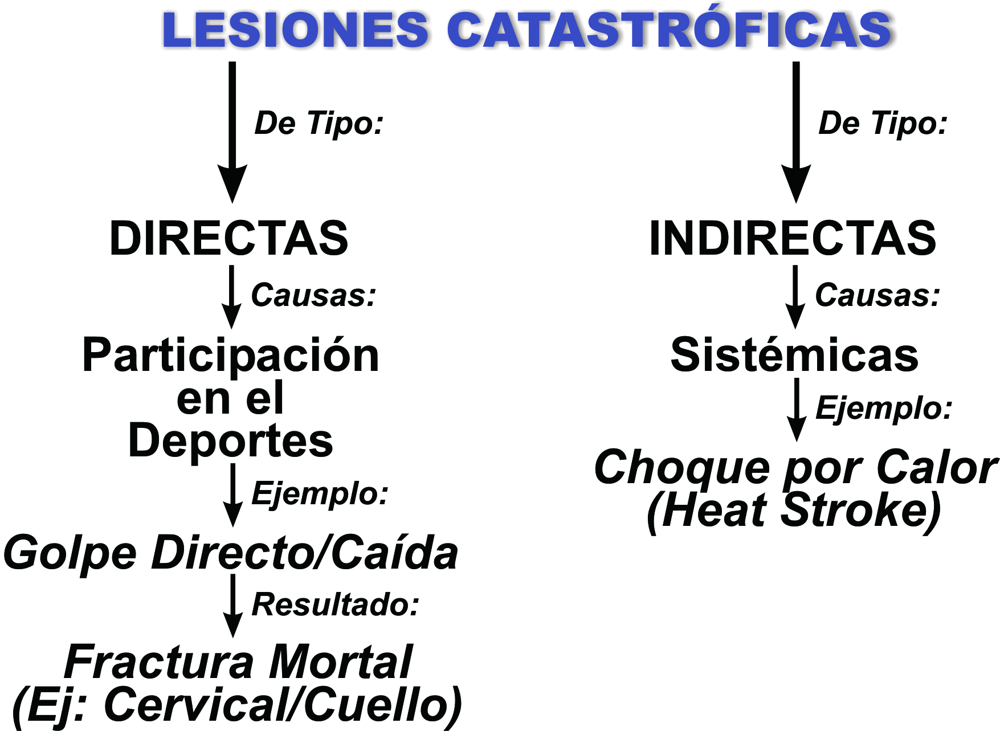 LESIONES CATASTRÓFICAS
De Tipo:
DIRECTAS
Causas:
Participación
en el
Deportes
Ejemplo:
Golpe Directo/Caída
Resultado:
Fractura Mortal
(Ej: Cervical/Cuello)
De Tipo:
INDIRECTAS
Causas:
Sistémicas
Ejemplo:
Choque por Calor
(Heat Stroke)